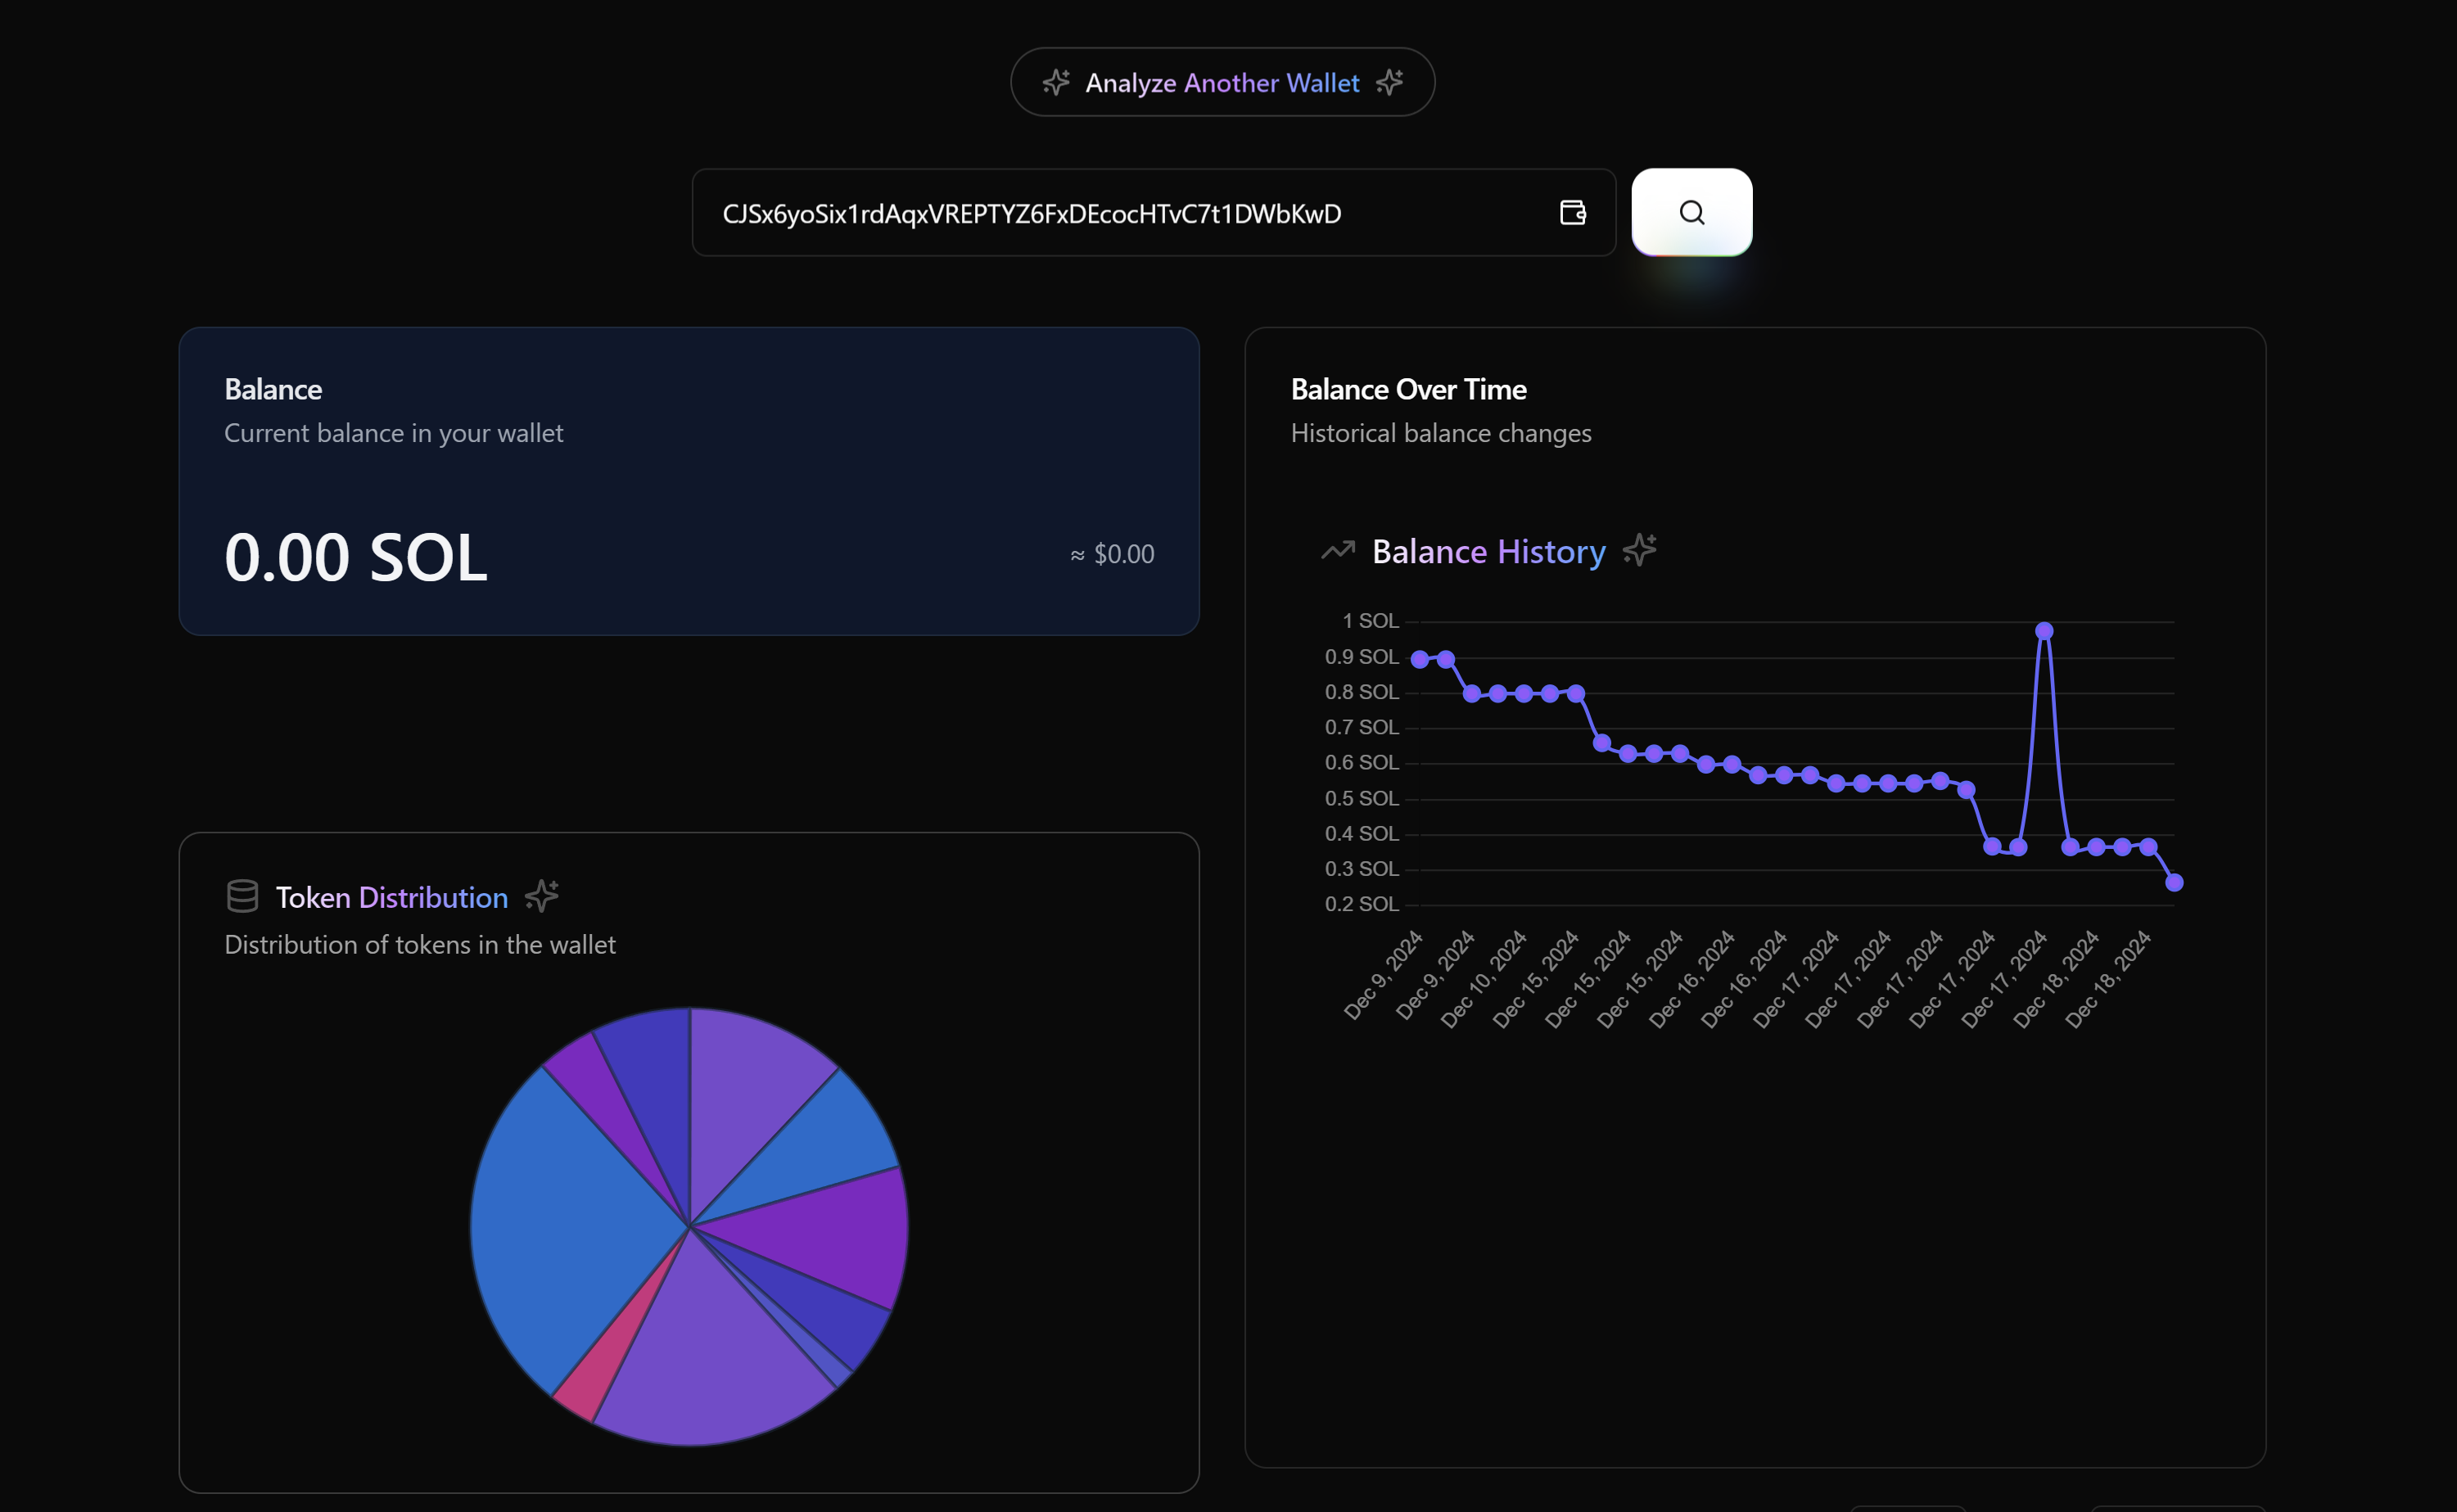 Analyze Another Wallet
CJSx6yoSix1rdAqxVREPTYZ6FxDEcocHTvC7t1DWbKwD
Balance
Current balance in your wallet
0.00 SOL
≈ $0.00
Token Distribution
Distribution of tokens in the wallet
Balance Over Time
Historical balance changes
Balance History
1 SOL
0.9 SOL
0.8 SOL
0.7 SOL
0.6 SOL
0.5 SOL
0.4 SOL
0.3 SOL
0.2 SOL
Dec 9, 2024
Dec 9, 2024
Dec 10, 2024
Dec 15, 2024
Dec 15, 2024
Dec 15, 2024
Dec 16, 2024
Dec 16, 2024
Dec 17, 2024
Dec 17, 2024
Dec 17, 2024
Dec 17, 2024
Dec 17, 2024
Dec 18, 2024
Dec 18, 2024